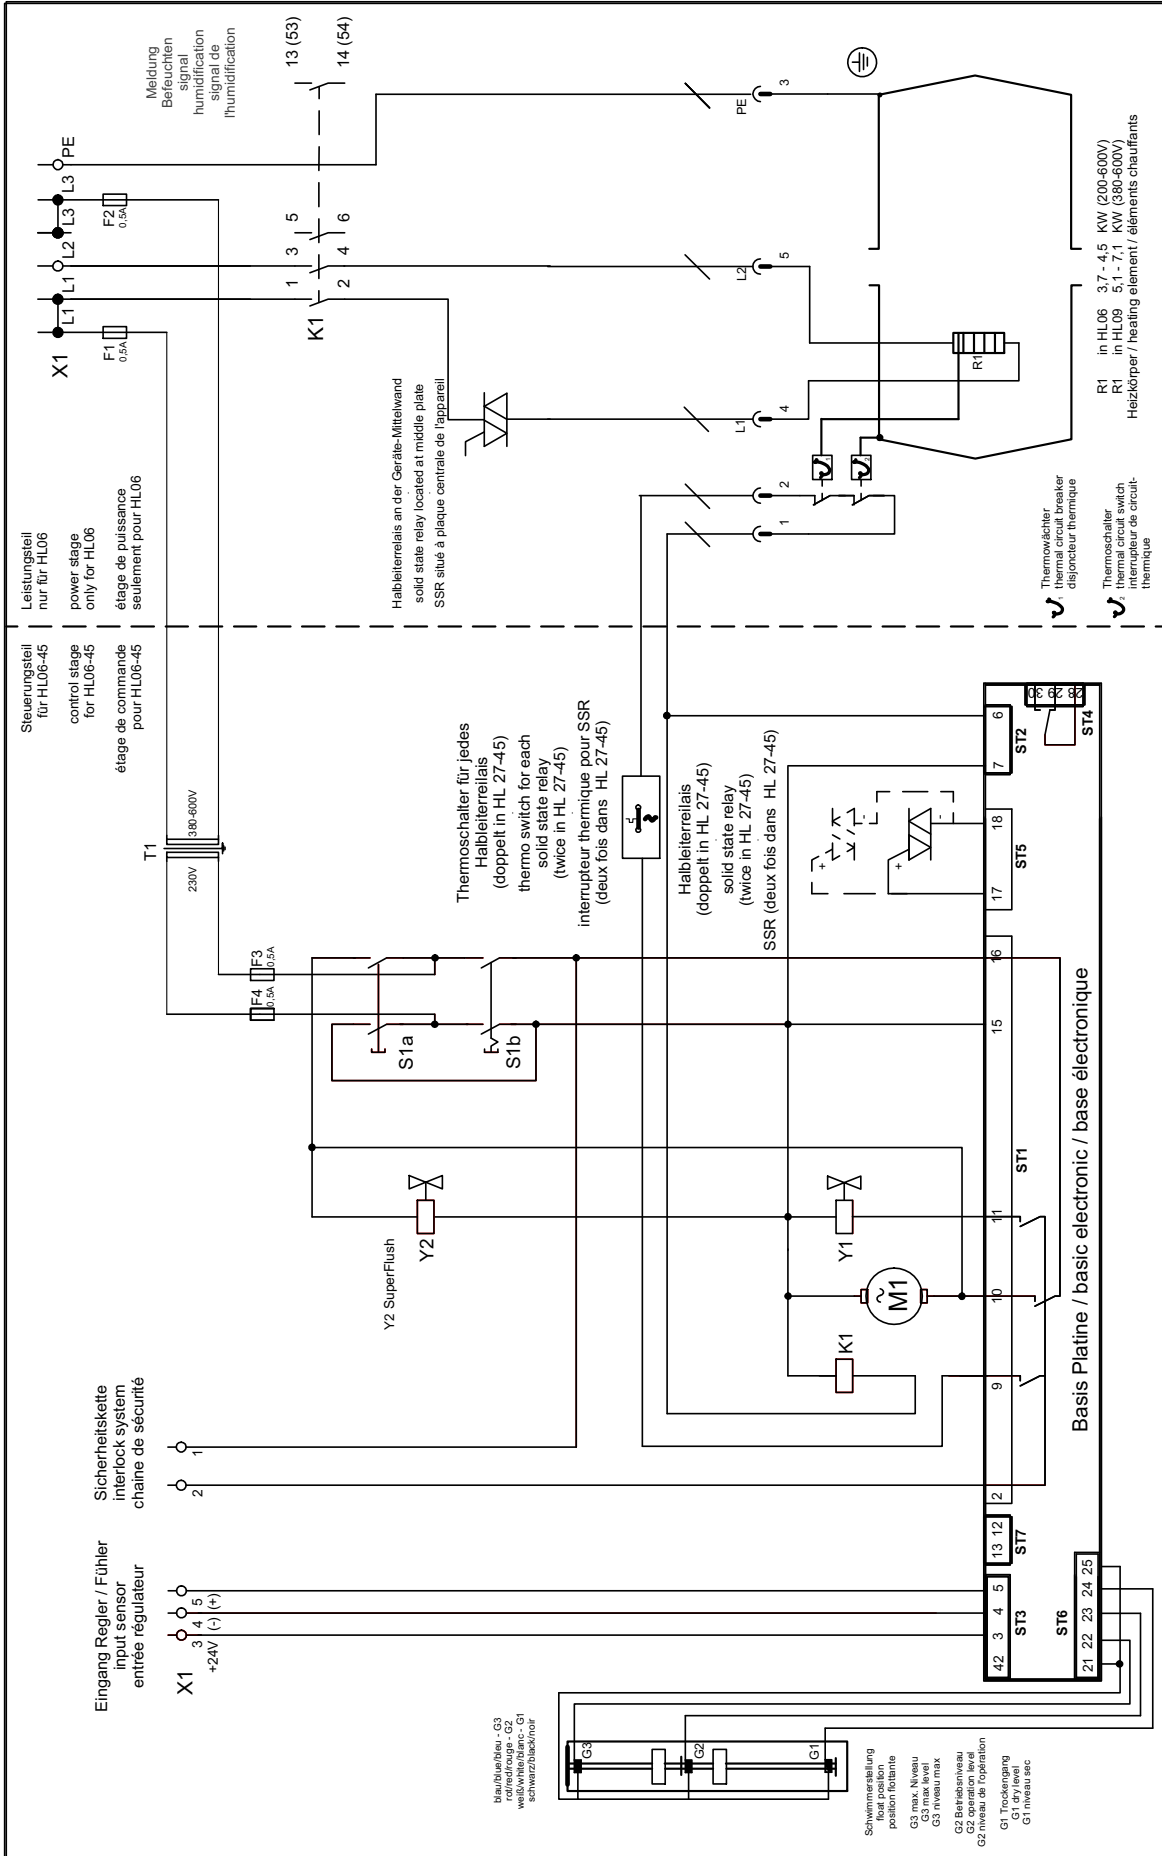 Eingang Regler / Fühler
input sensor
entrée régulateur
X1
3
4
5
+24V
(-)
(+)
Sicherheitskette
interlock system
chaine de sécurité
2
1
Steuerungsteil
für HL06-45
control stage
for HL06-45
étage de commande
pour HL06-45
Leistungsteil
nur für HL06
power stage
only for HL06
étage de puissance
seulement pour HL06
X1
L1
L1
L2
L3
L3
PE
F1
0,5A
F2
0,5A
Meldung
Befeuchten
signal
humidification
signal de
l'humidification
13 (53)
14 (54)
K1
1
2
3
4
5
6
T1
230V
380-600V
F4
0,5A
F3
0,5A
S1a
S1b
Y2 SuperFlush
Y2
Halbleiterrelais an der Geräte-Mittelwand
solid state relay located at middle plate
SSR situé à plaque centrale de l'appareil
Thermoschalter für jedes
Halbleiterreilais
(doppelt in HL 27-45)
thermo switch for each
solid state relay
(twice in HL 27-45)
interrupteur thermique pour SSR
(deux fois dans HL 27-45)
Halbleiterreilais
(doppelt in HL 27-45)
solid state relay
(twice in HL 27-45)
SSR (deux fois dans HL 27-45)
L1
L2
PE
1
2
4
5
3
R1
R1 in HL06 3,7 - 4,5 KW (200-600V)
R1 in HL09 5,1 - 7,1 KW (380-600V)
Heizkörper / heating element / éléments chauffants
1
Thermowächter
thermal circuit breaker
disjoncteur thermique
2
Thermoschalter
thermal circuit switch
interrupteur de circuit-
thermique
K1
M1
~
Y1
+
-
+
-
42
3
4
5
ST3
13
12
ST7
2
9
10
11
15
16
ST1
17
18
ST5
7
6
ST2
28
29
30
ST4
21
22
23
24
25
ST6
Basis Platine / basic electronic / base électronique
blau/blue/bleu - G3
rot/red/rouge - G2
weiß/white/blanc - G1
schwarz/black/noir
G3
G2
G1
Schwimmerstellung
float position
position flottante
G3 max. Niveau
G3 max level
G3 niveau max
G2 Betriebsniveau
G2 operation level
G2 niveau de l'opération
G1 Trockengang
G1 dry level
G1 niveau sec